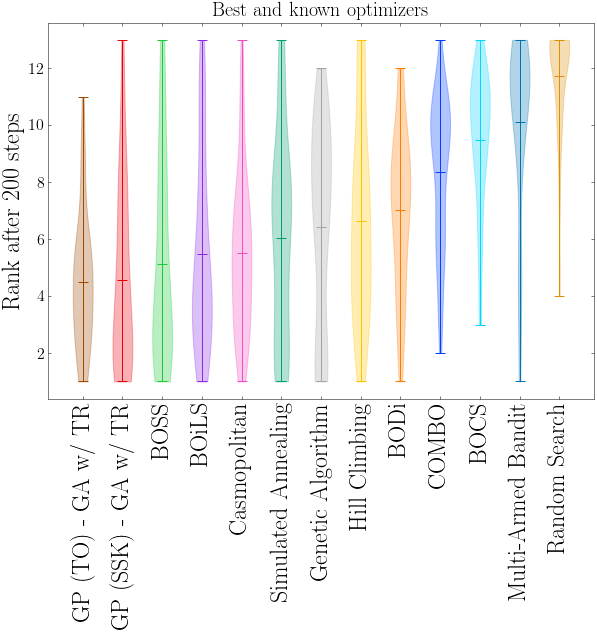 Best and known optimizers
Rank after 200 steps
12
10
8
6
4
2
GP (TO) - GA w/ TR
GP (SSK) - GA w/ TR
BOSS
BOiLS
Casmopolitan
Simulated Annealing
Genetic Algorithm
Hill Climbing
BODi
COMBO
BOCS
Multi-Armed Bandit
Random Search